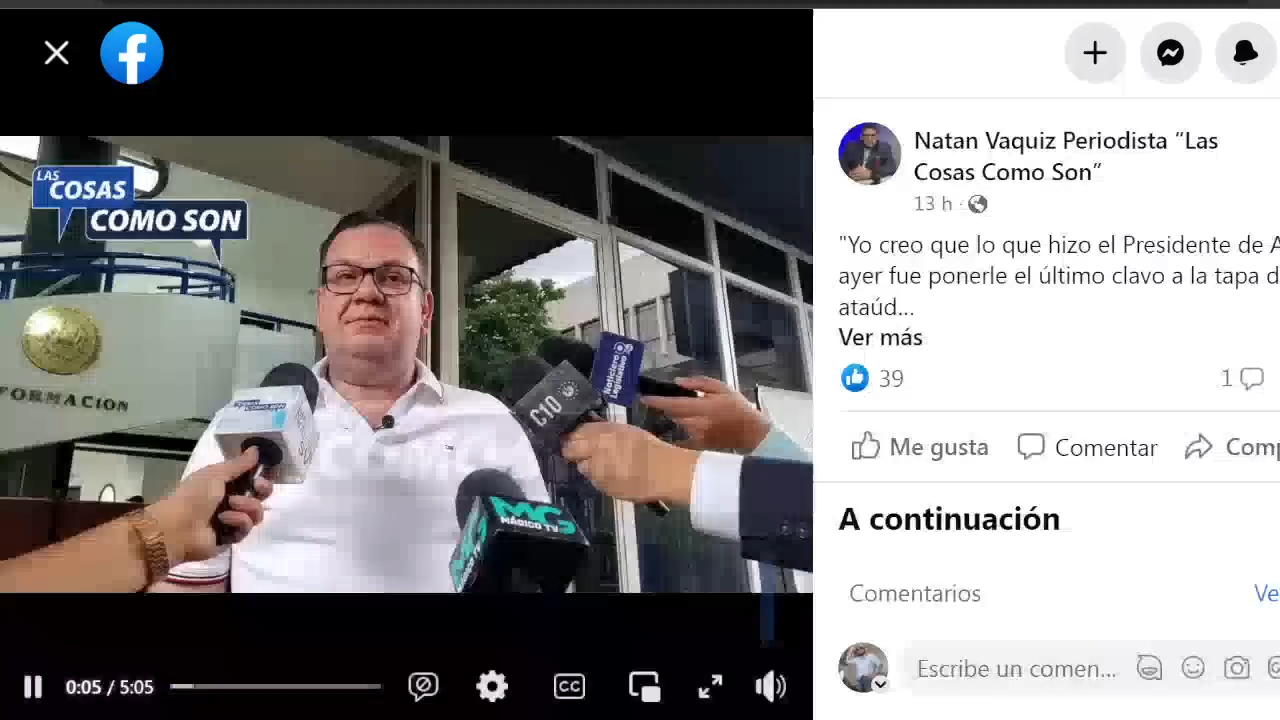 LAS
COSAS
COMO SON
FORMACION
C10
Noticiero
Legislativo
MG
MÁGICO TV
0:05 / 5:05
CC
Natan Vaquiz Periodista “Las
Cosas Como Son”
13 h ·
"Yo creo que lo que hizo el Presidente de A
ayer fue ponerle el último clavo a la tapa d
ataúd...
Ver más
39
1
Me gusta
Comentar
Comp
A continuación
Comentarios
Ve
Escribe un comen...